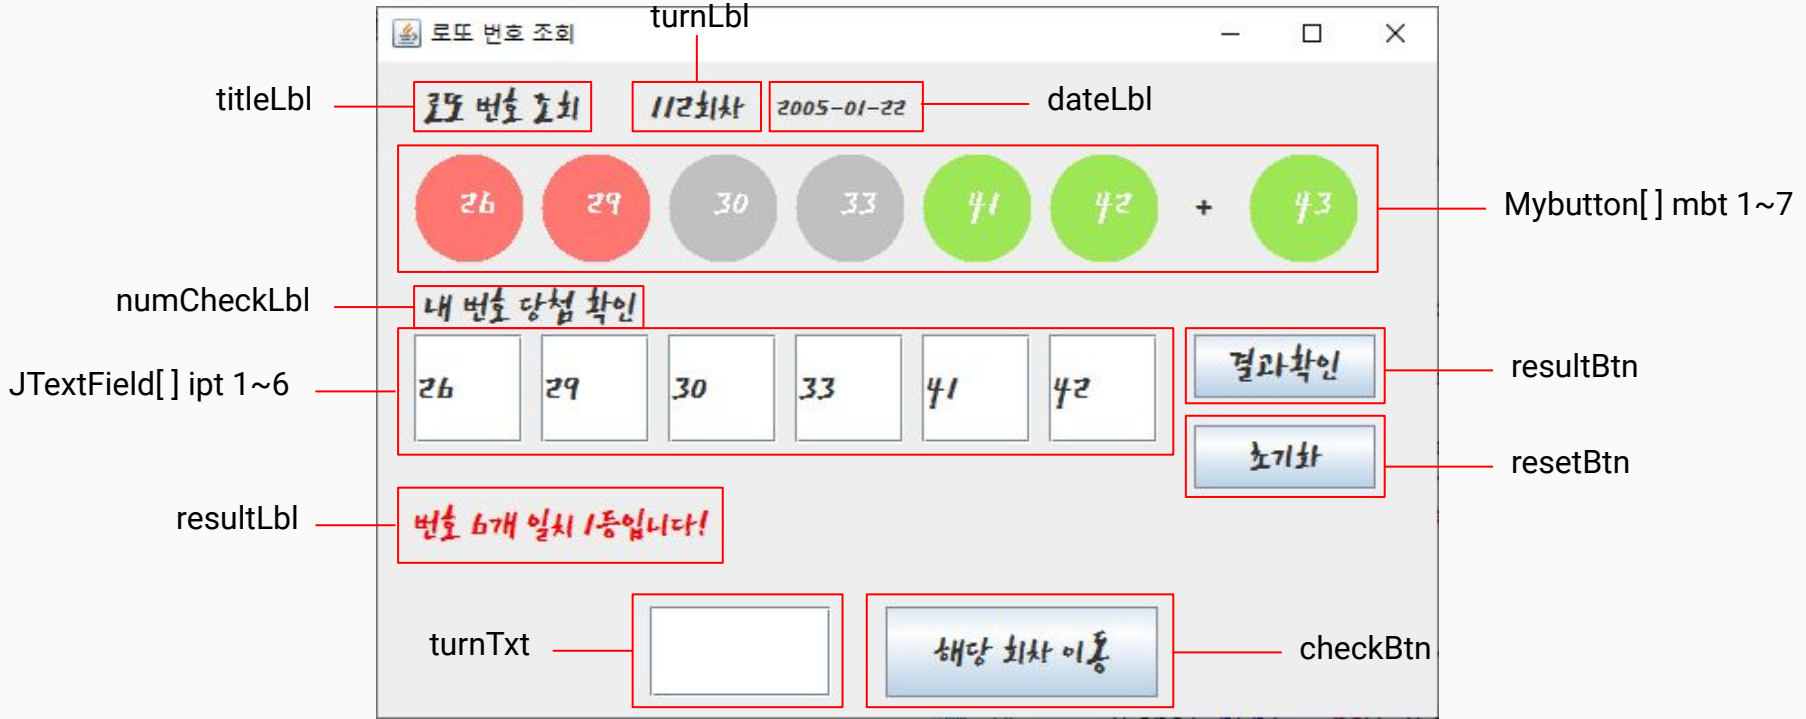 turnLbl
로또 번호 조회
titleLbl
로또 번호 조회
112회차
2005-01-22
dateLbl
26 29 30 33 41 42 + 43
Mybutton[ ] mbt 1~7
numCheckLbl
내 번호 당첨 확인
JTextField[ ] ipt 1~6
26 29 30 33 41 42
결과확인
resultBtn
초기화
resetBtn
resultLbl
번호 6개 일치 1등입니다!
turnTxt
해당 회차 이동
checkBtn